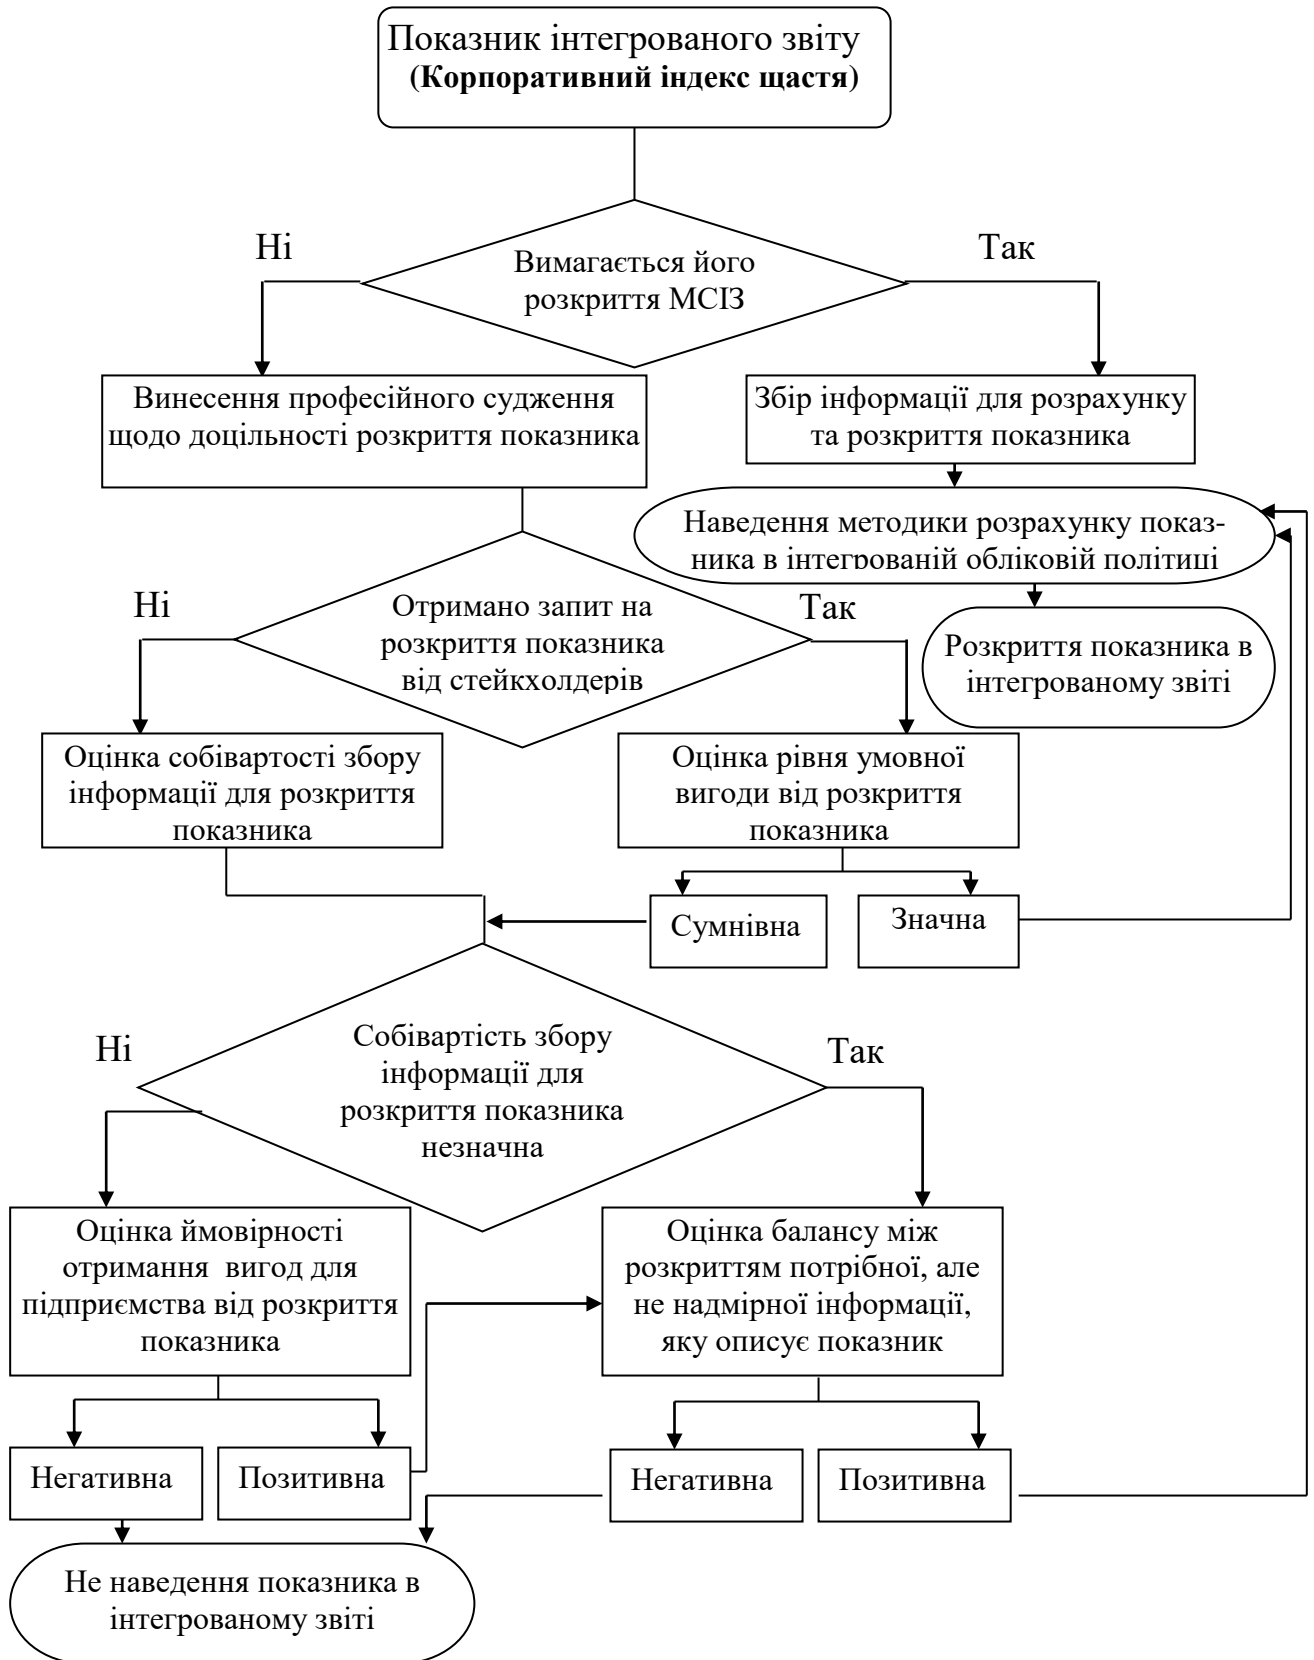 Показник інтегрованого звіту
(Корпоративний індекс щастя)
Ні
Так
Вимагається його
розкриття МСІЗ
Винесення професійного судження
щодо доцільності розкриття показника
Збір інформації для розрахунку
та розкриття показника
Наведення методики розрахунку показ-
ника в інтегрованій обліковій політиці
Ні
Так
Отримано запит на
розкриття показника
від стейкхолдерів
Розкриття показника в
інтегрованому звіті
Оцінка собівартості збору
інформації для розкриття
показника
Оцінка рівня умовної
вигоди від розкриття
показника
Сумнівна
Значна
Ні
Так
Собівартість збору
інформації для
розкриття показника
незначна
Оцінка ймовірності
отримання вигод для
підприємства від розкриття
показника
Оцінка балансу між
розкриттям потрібної, але
не надмірної інформації,
яку описує показник
Негативна
Позитивна
Негативна
Позитивна
Не наведення показника в
інтегрованому звіті